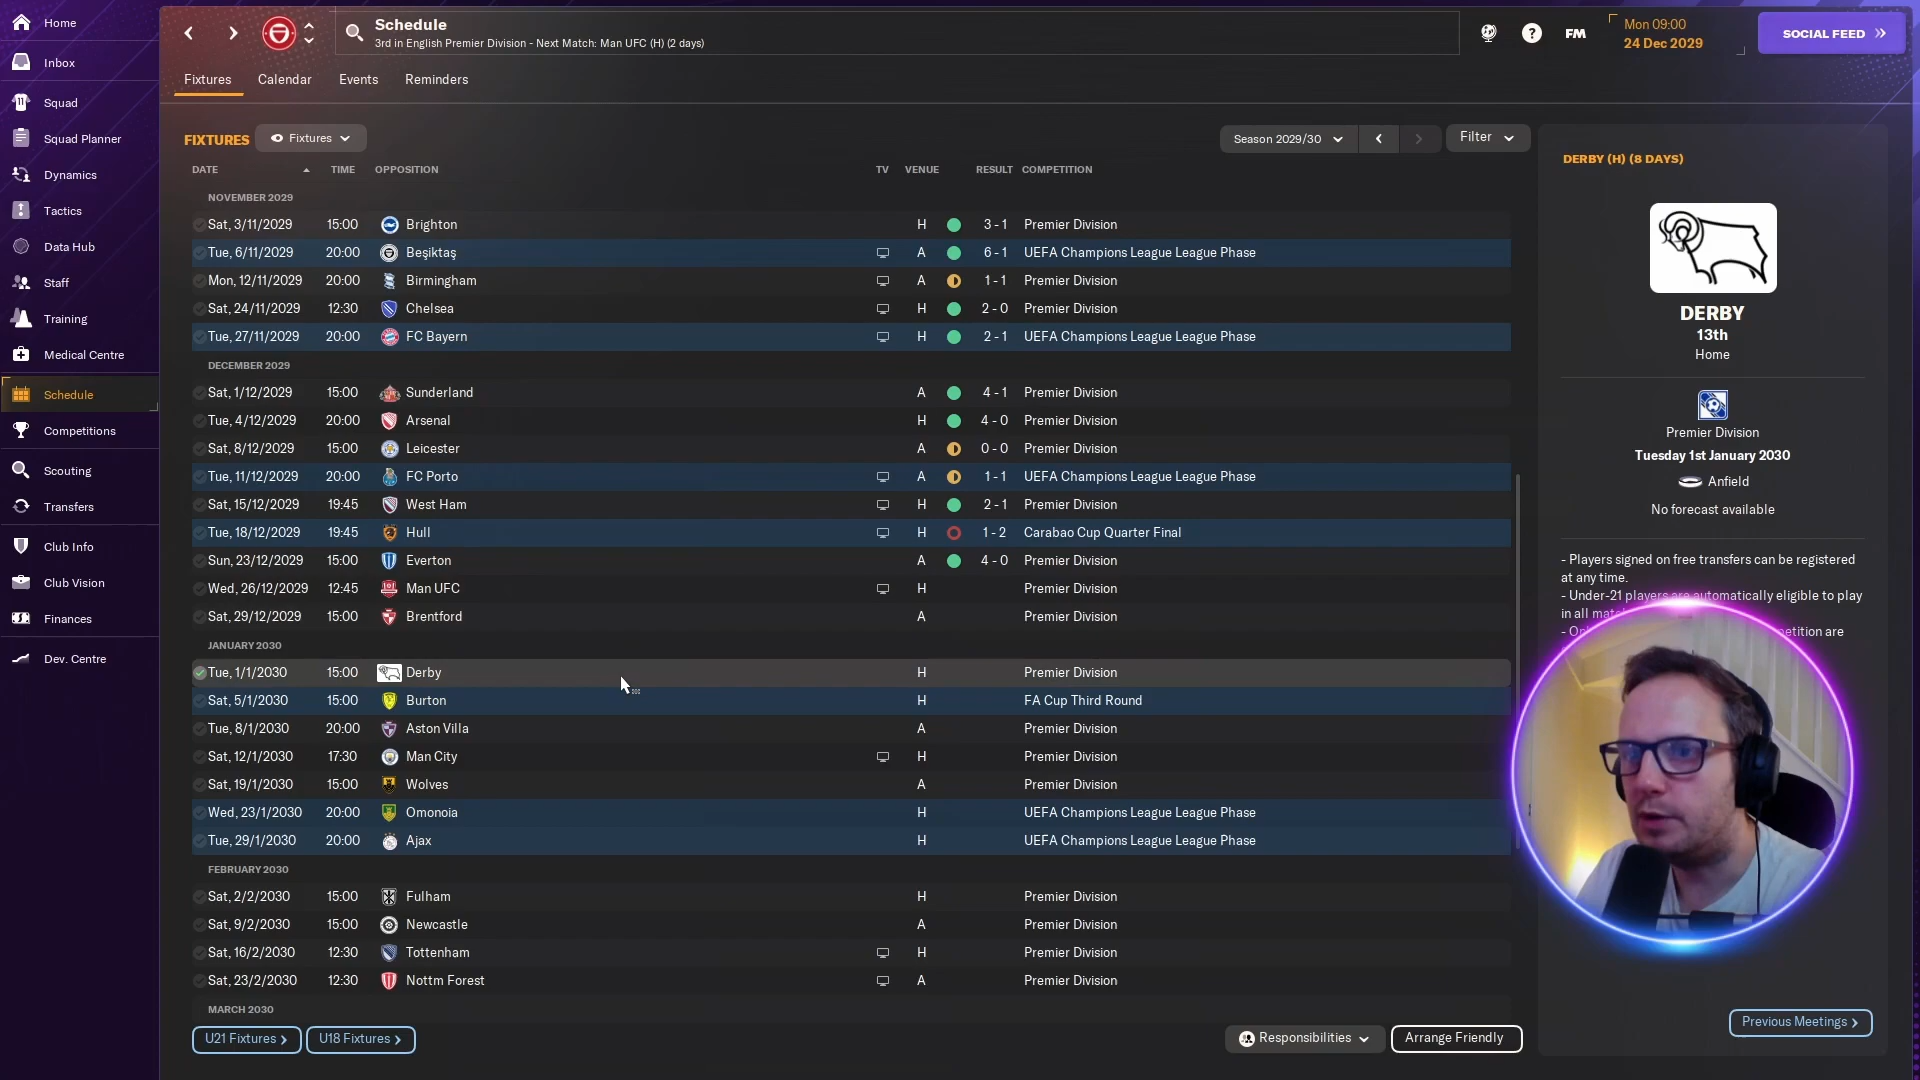 Home
Inbox
Squad
Squad Planner
Dynamics
Tactics
Data Hub
Staff
Training
Medical Centre
Schedule
Competitions
Scouting
Transfers
Club Info
Club Vision
Finances
Dev. Centre
Schedule
3rd in English Premier Division - Next Match: Man UFC (H) (2 days)
FM
Mon 09:00
24 Dec 2029
SOCIAL FEED
Fixtures Calendar Events Reminders
FIXTURES Fixtures Season 2029/30 Filter
DATE TIME OPPOSITION TV VENUE RESULT COMPETITION
NOVEMBER 2029
Sat, 3/11/2029 15:00 Brighton H 3 - 1 Premier Division
Tue, 6/11/2029 20:00 Beşiktaş A 6 - 1 UEFA Champions League League Phase
Mon, 12/11/2029 20:00 Birmingham A 1 - 1 Premier Division
Sat, 24/11/2029 12:30 Chelsea H 2 - 0 Premier Division
Tue, 27/11/2029 20:00 FC Bayern H 2 - 1 UEFA Champions League League Phase
DECEMBER 2029
Sat, 1/12/2029 15:00 Sunderland A 4 - 1 Premier Division
Tue, 4/12/2029 20:00 Arsenal H 4 - 0 Premier Division
Sat, 8/12/2029 15:00 Leicester A 0 - 0 Premier Division
Tue, 11/12/2029 20:00 FC Porto A 1 - 1 UEFA Champions League League Phase
Sat, 15/12/2029 19:45 West Ham H 2 - 1 Premier Division
Tue, 18/12/2029 19:45 Hull H 1 - 2 Carabao Cup Quarter Final
Sun, 23/12/2029 15:00 Everton A 4 - 0 Premier Division
Wed, 26/12/2029 12:45 Man UFC H Premier Division
Sat, 29/12/2029 15:00 Brentford A Premier Division
JANUARY 2030
Tue, 1/1/2030 15:00 Derby H Premier Division
Sat, 5/1/2030 15:00 Burton H FA Cup Third Round
Tue, 8/1/2030 20:00 Aston Villa A Premier Division
Sat, 12/1/2030 17:30 Man City H Premier Division
Sat, 19/1/2030 15:00 Wolves A Premier Division
Wed, 23/1/2030 20:00 Omonoia H UEFA Champions League League Phase
Tue, 29/1/2030 20:00 Ajax H UEFA Champions League League Phase
FEBRUARY 2030
Sat, 2/2/2030 15:00 Fulham H Premier Division
Sat, 9/2/2030 15:00 Newcastle A Premier Division
Sat, 16/2/2030 12:30 Tottenham H Premier Division
Sat, 23/2/2030 12:30 Nottm Forest A Premier Division
MARCH 2030
U21 Fixtures U18 Fixtures Responsibilities Arrange Friendly
DERBY (H) (8 DAYS)
DERBY
13th
Home
Premier Division
Tuesday 1st January 2030
Anfield
No forecast available
- Players signed on free transfers can be registered
at any time.
- Under-21 players are automatically eligible to play
in all
Previous Meetings